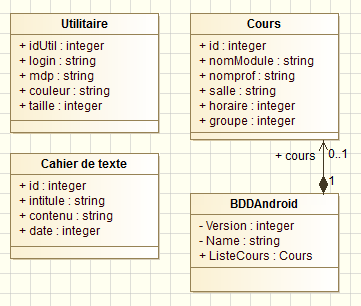 Utilitaire
+ idUtil : integer
+ login : string
+ mdp : string
+ couleur : string
+ taille : integer
Cours
+ id : integer
+ nomModule : string
+ nomprof : string
+ salle : string
+ horaire : integer
+ groupe : integer
Cahier de texte
+ id : integer
+ intitule : string
+ contenu : string
+ date : integer
+ cours
0..1
1
BDDAndroid
- Version : integer
- Name : string
+ ListeCours : Cours